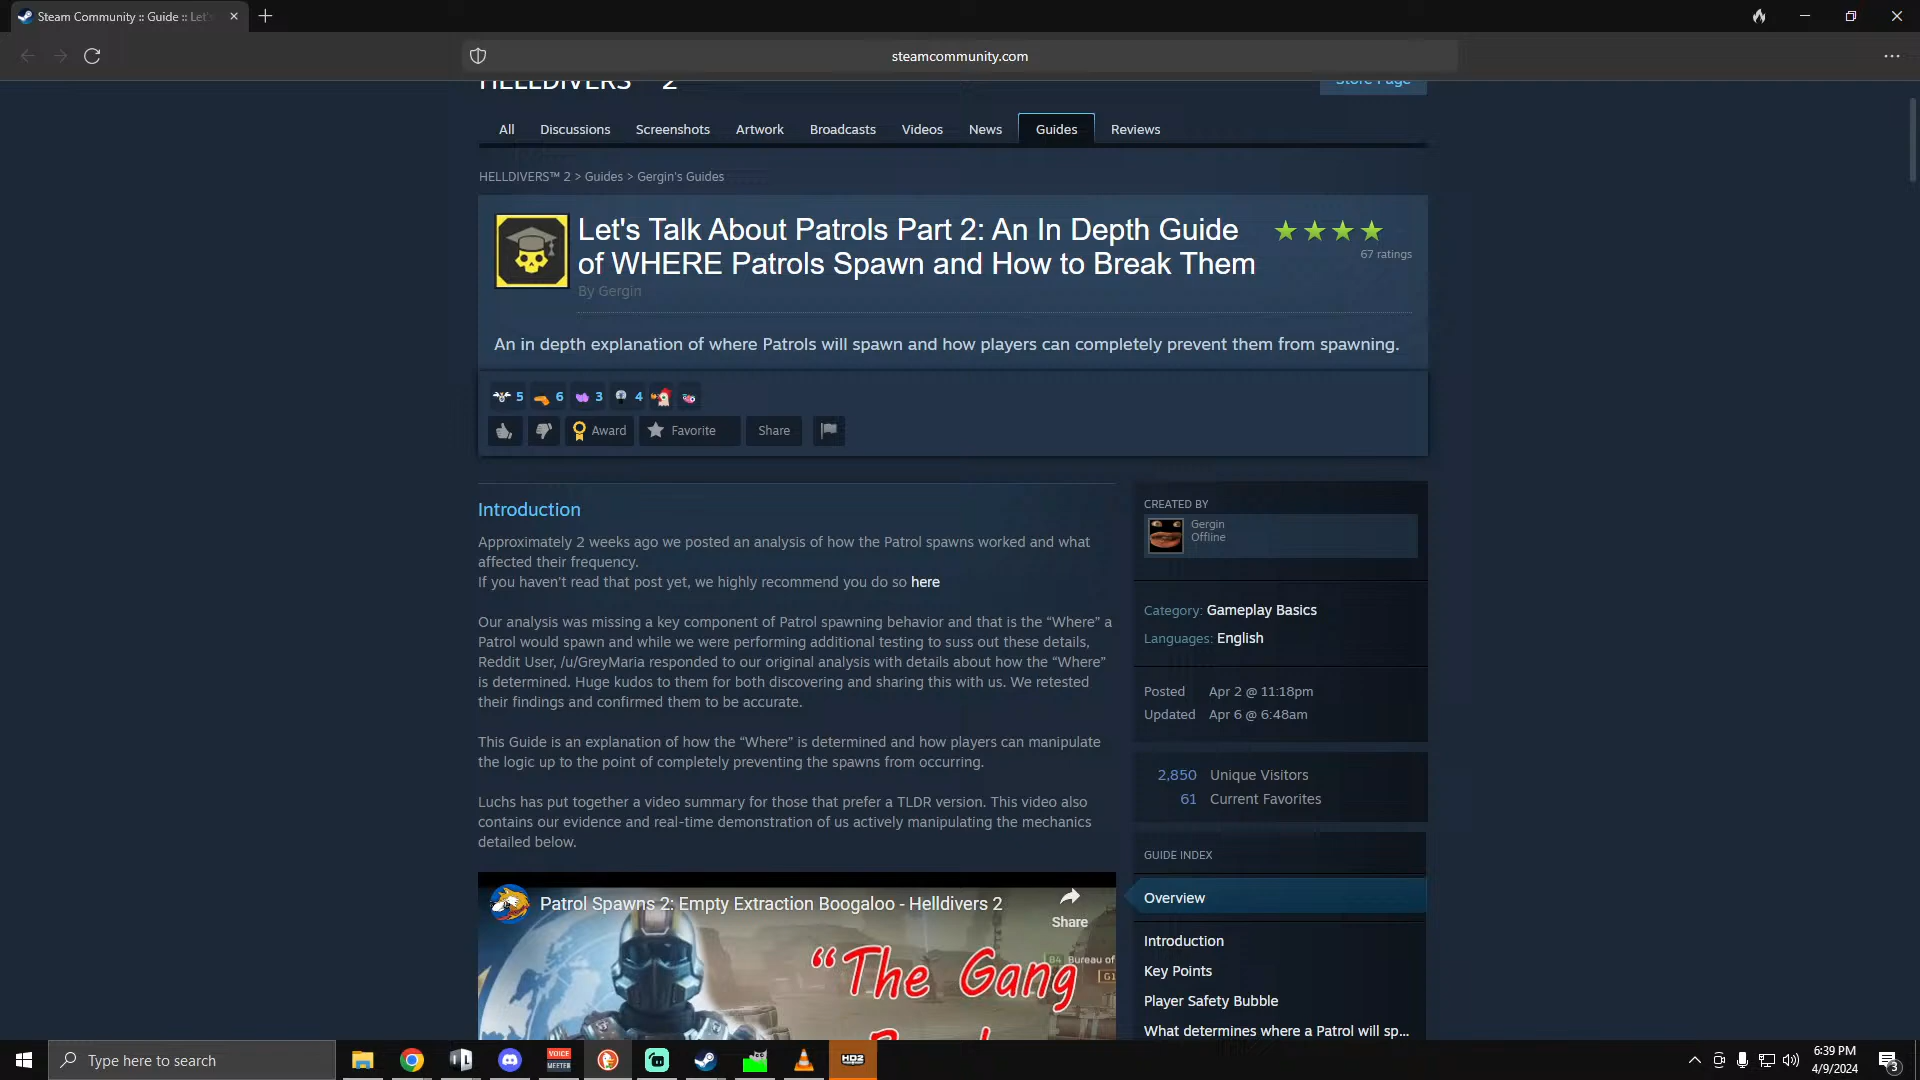 Steam Community :: Guide :: Let's
steamcommunity.com
HELLDIVERS™ 2
Store Page
All
Discussions
Screenshots
Artwork
Broadcasts
Videos
News
Guides
Reviews
HELLDIVERS™ 2 > Guides > Gergin's Guides
Let's Talk About Patrols Part 2: An In Depth Guide
of WHERE Patrols Spawn and How to Break Them
By Gergin
67 ratings
An in depth explanation of where Patrols will spawn and how players can completely prevent them from spawning.
5
6
3
4
Award
Favorite
Share
Introduction
Approximately 2 weeks ago we posted an analysis of how the Patrol spawns worked and what
affected their frequency.
If you haven't read that post yet, we highly recommend you do so here
Our analysis was missing a key component of Patrol spawning behavior and that is the “Where” a
Patrol would spawn and while we were performing additional testing to suss out these details,
Reddit User, /u/GreyMaria responded to our original analysis with details about how the “Where”
is determined. Huge kudos to them for both discovering and sharing this with us. We retested
their findings and confirmed them to be accurate.
This Guide is an explanation of how the “Where” is determined and how players can manipulate
the logic up to the point of completely preventing the spawns from occurring.
Luchs has put together a video summary for those that prefer a TLDR version. This video also
contains our evidence and real-time demonstration of us actively manipulating the mechanics
detailed below.
Patrol Spawns 2: Empty Extraction Boogaloo - Helldivers 2
Share
“The Gang
B4 Bureau of
CREATED BY
Gergin
Offline
Category: Gameplay Basics
Languages: English
Posted Apr 2 @ 11:18pm
Updated Apr 6 @ 6:48am
2,850 Unique Visitors
61 Current Favorites
GUIDE INDEX
Overview
Introduction
Key Points
Player Safety Bubble
What determines where a Patrol will sp...
Type here to search
VOICE
MEETER
HD2
6:39 PM
4/9/2024
3